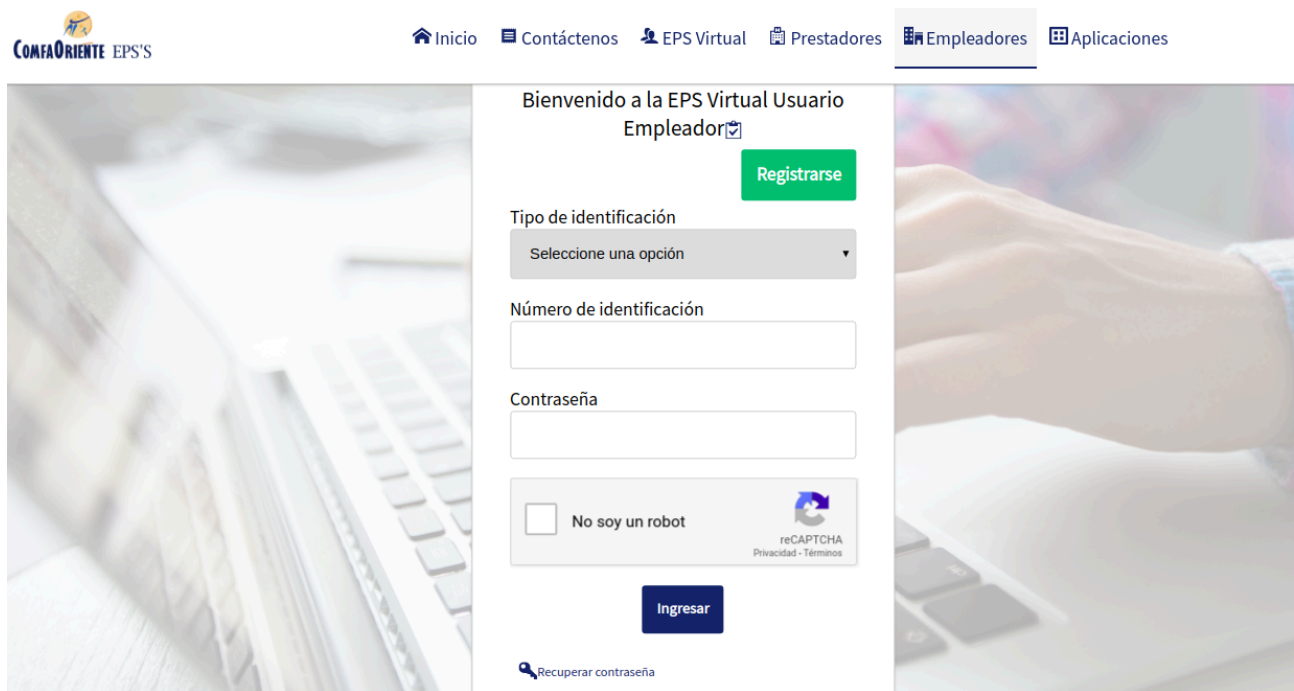 COMFAORIENTE EPS'S
Inicio
Contáctenos
EPS Virtual
Prestadores
Empleadores
Aplicaciones
Bienvenido a la EPS Virtual Usuario
Empleador
Registrarse
Tipo de identificación
Seleccione una opción
Número de identificación
Contraseña
No soy un robot
reCAPTCHA
Privacidad - Términos
Ingresar
Recuperar contraseña